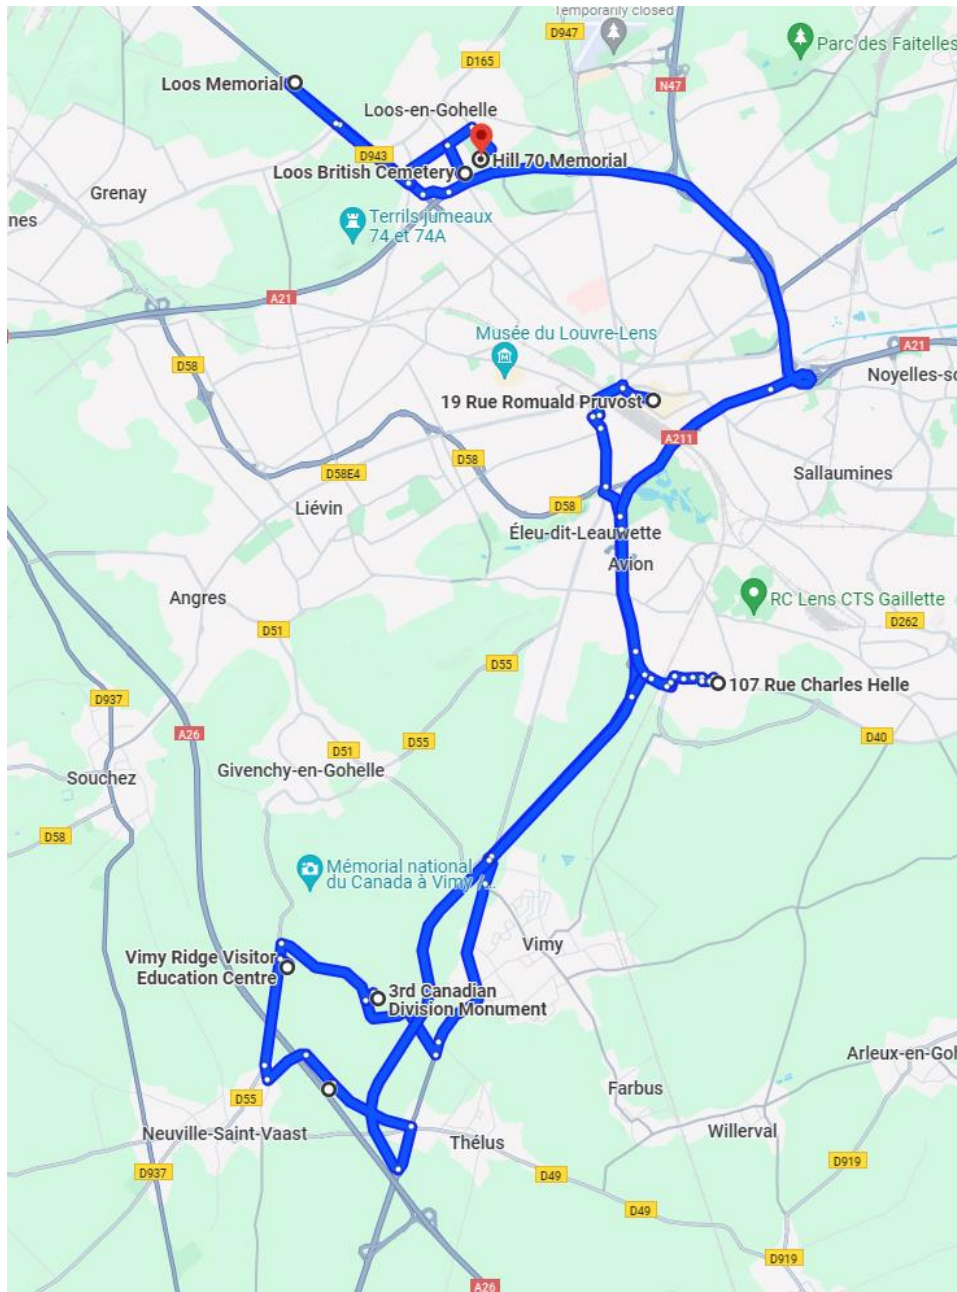 Temporarily closed
D947
Parc des Faitelles
D165
N47
Loos Memorial
Loos-en-Gohelle
D943
Hill 70 Memorial
Loos British Cemetery
Grenay
nes
Terrils jumeaux
74 et 74A
A21
Musée du Louvre-Lens
A21
D58
Noyelles-so
19 Rue Romuald Pruvost
A211
D58
D58E4
Sallaumines
Liévin
D58
Éleu-dit-Leauwette
Avion
Angres
RC Lens CTS Gaillette
D262
D51
D55
107 Rue Charles Helle
D937
A26
D55
D40
D51
Givenchy-en-Gohelle
Souchez
D58
Mémorial national
du Canada à Vimy /...
Vimy
Vimy Ridge Visitor
Education Centre
3rd Canadian
Division Monument
Arleux-en-Goh
Farbus
D55
Neuville-Saint-Vaast
Thélus
Willerval
D937
D49
D919
D49
D919
A26